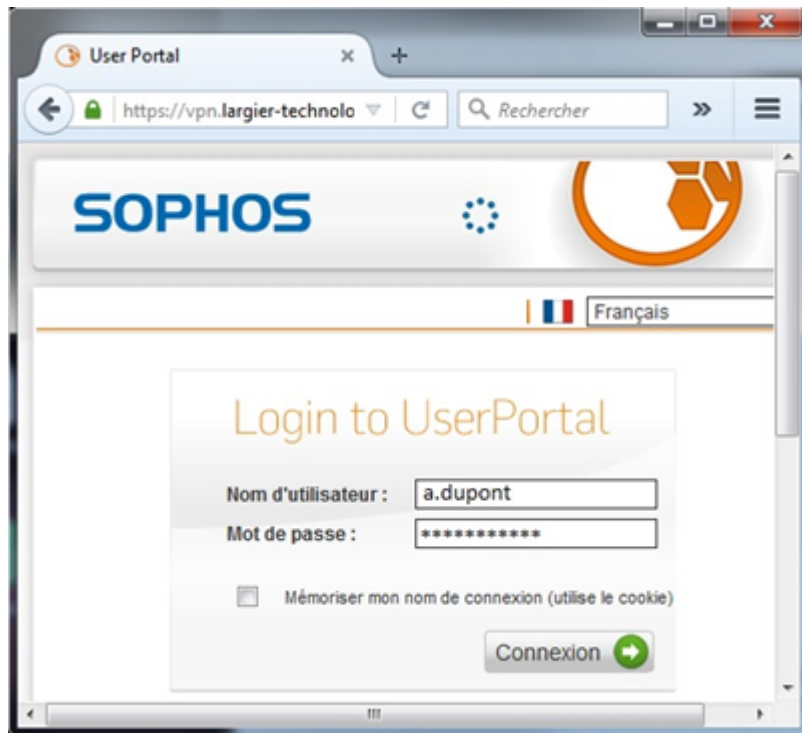 User Portal
https://vpn.largier-technolo
Rechercher
SOPHOS
Français
Login to UserPortal
Nom d'utilisateur : a.dupont
Mot de passe : ***********
Mémoriser mon nom de connexion (utilise le cookie)
Connexion